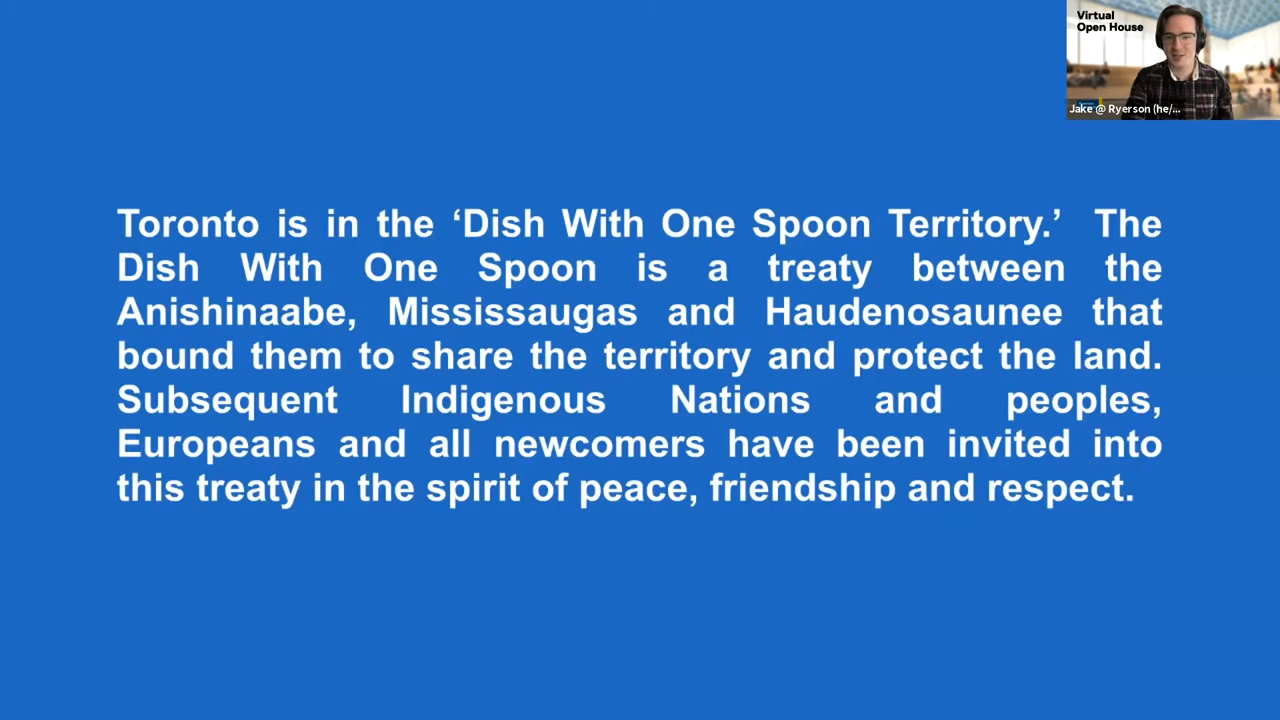 Virtual
Open House
Jake @ Ryerson (he/...
Toronto is in the ‘Dish With One Spoon Territory.’ The
Dish With One Spoon is a treaty between the
Anishinaabe, Mississaugas and Haudenosaunee that
bound them to share the territory and protect the land.
Subsequent Indigenous Nations and peoples,
Europeans and all newcomers have been invited into
this treaty in the spirit of peace, friendship and respect.